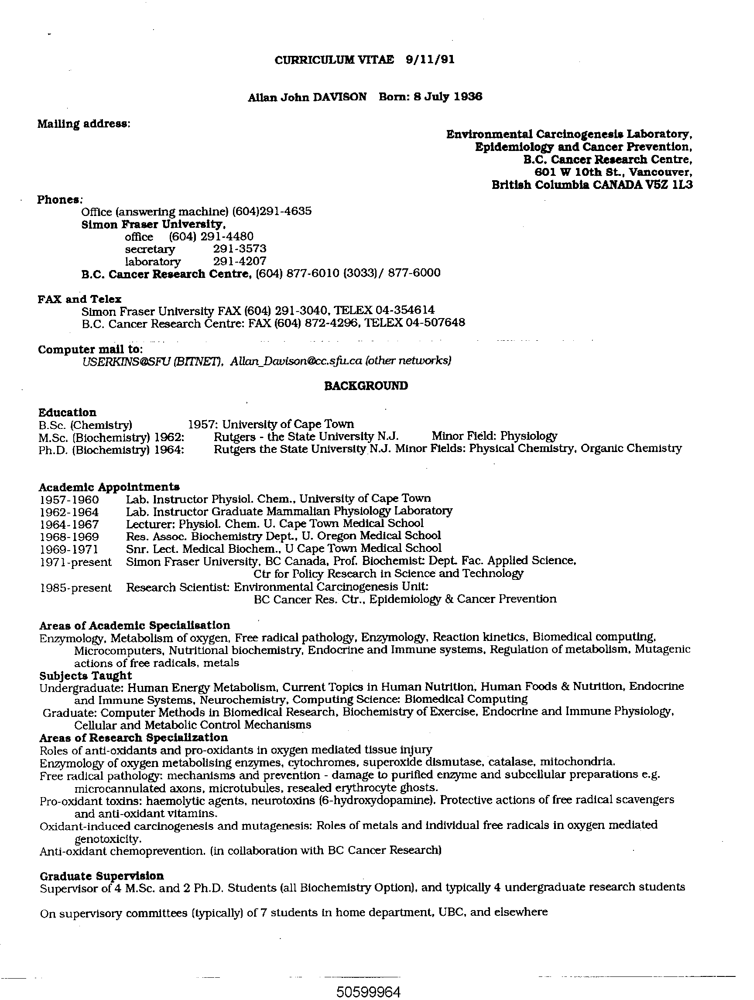 CURRICULUM VITAE 9/11/91
Allan John DAVISON Born: 8 July 1936
Mailing address:
Environmental Carcinogenesis Laboratory,
Epidemiology and Cancer Prevention,
B.C. Cancer Research Centre,
601 W 10th St., Vancouver,
British Columbia CANADA V5Z 1L3
Phones:
Office (answering machine) (604)291-4635
Simon Fraser University,
office (604) 291-4480
secretary 291-3573
laboratory 291-4207
B.C. Cancer Research Centre, (604) 877-6010 (3033)/ 877-6000
FAX and Telex
Simon Fraser University FAX (604) 291-3040, TELEX 04-354614
B.C. Cancer Research Centre: FAX (604) 872-4296, TELEX 04-507648
Computer mail to:
USERKINS@SFU (BITNET), Allan_Davison@cc.sfu.ca (other networks)
BACKGROUND
Education
B.Sc. (Chemistry) 1957: University of Cape Town
M.Sc. (Biochemistry) 1962: Rutgers - the State University N.J. Minor Field: Physiology
Ph.D. (Biochemistry) 1964: Rutgers the State University N.J. Minor Fields: Physical Chemistry, Organic Chemistry
Academic Appointments
1957-1960 Lab. Instructor Physiol. Chem., University of Cape Town
1962-1964 Lab. Instructor Graduate Mammalian Physiology Laboratory
1964-1967 Lecturer: Physiol. Chem. U. Cape Town Medical School
1968-1969 Res. Assoc. Biochemistry Dept., U. Oregon Medical School
1969-1971 Snr. Lect. Medical Biochem., U Cape Town Medical School
1971-present Simon Fraser University, BC Canada, Prof. Biochemist: Dept. Fac. Applied Science,
Ctr for Policy Research in Science and Technology
1985-present Research Scientist: Environmental Carcinogenesis Unit:
BC Cancer Res. Ctr., Epidemiology & Cancer Prevention
Areas of Academic Specialisation
Enzymology, Metabolism of oxygen, Free radical pathology, Enzymology, Reaction kinetics, Biomedical computing,
Microcomputers, Nutritional biochemistry, Endocrine and Immune systems, Regulation of metabolism, Mutagenic
actions of free radicals, metals
Subjects Taught
Undergraduate: Human Energy Metabolism, Current Topics in Human Nutrition, Human Foods & Nutrition, Endocrine
and Immune Systems, Neurochemistry, Computing Science: Biomedical Computing
Graduate: Computer Methods in Biomedical Research, Biochemistry of Exercise, Endocrine and Immune Physiology,
Cellular and Metabolic Control Mechanisms
Areas of Research Specialization
Roles of anti-oxidants and pro-oxidants in oxygen mediated tissue injury
Enzymology of oxygen metabolising enzymes, cytochromes, superoxide dismutase, catalase, mitochondria.
Free radical pathology: mechanisms and prevention - damage to purified enzyme and subcellular preparations e.g.
microcannulated axons, microtubules, resealed erythrocyte ghosts.
Pro-oxidant toxins: haemolytic agents, neurotoxins (6-hydroxydopamine). Protective actions of free radical scavengers
and anti-oxidant vitamins.
Oxidant-induced carcinogenesis and mutagenesis: Roles of metals and individual free radicals in oxygen mediated
genotoxicity.
Anti-oxidant chemoprevention. (in collaboration with BC Cancer Research)
Graduate Supervision
Supervisor of 4 M.Sc. and 2 Ph.D. Students (all Biochemistry Option), and typically 4 undergraduate research students
On supervisory committees (typically) of 7 students in home department, UBC, and elsewhere
50599964